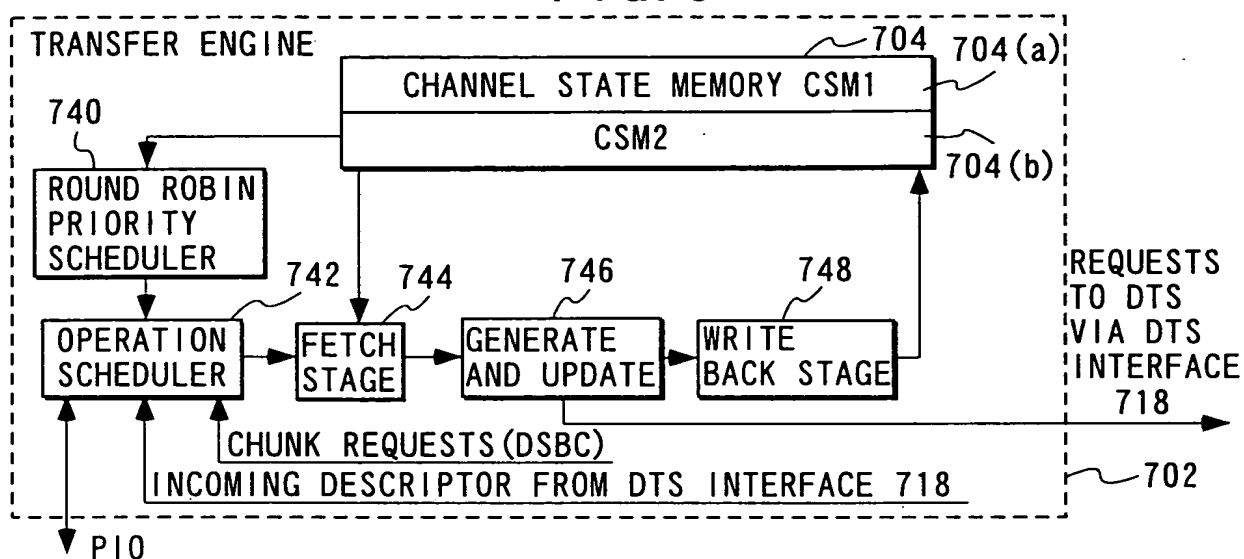 TRANSFER ENGINE
704
704(a)
CHANNEL STATE MEMORY CSM1
CSM2
704(b)
740
ROUND ROBIN
PRIORITY
SCHEDULER
742
744
746
748
OPERATION
SCHEDULER
FETCH
STAGE
GENERATE
AND UPDATE
WRITE
BACK STAGE
REQUESTS
TO DTS
VIA DTS
INTERFACE
718
CHUNK REQUESTS(DSBC)
INCOMING DESCRIPTOR FROM DTS INTERFACE 718
702
PIO